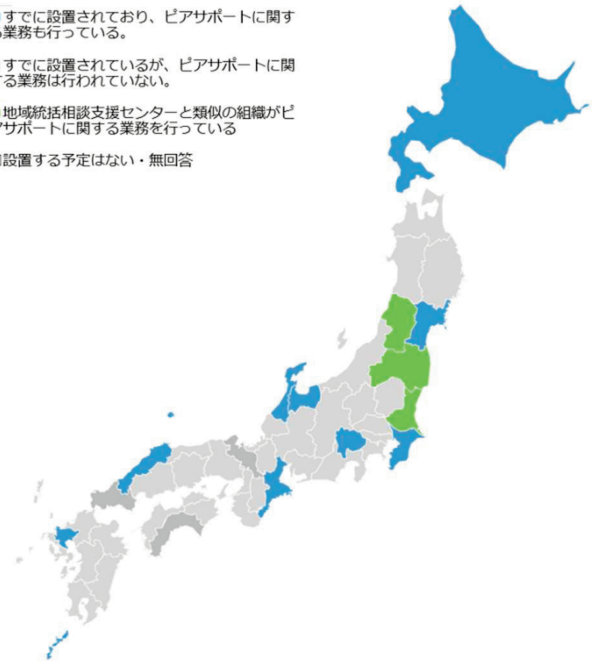 すでに設置されており、ピアサポートに関す
業務も行っている。
すでに設置されているが、ピアサポートに関
する業務は行われていない。
地域統括相談支援センターと類似の組織がピ
アサポートに関する業務を行っている
設置する予定はない・無回答